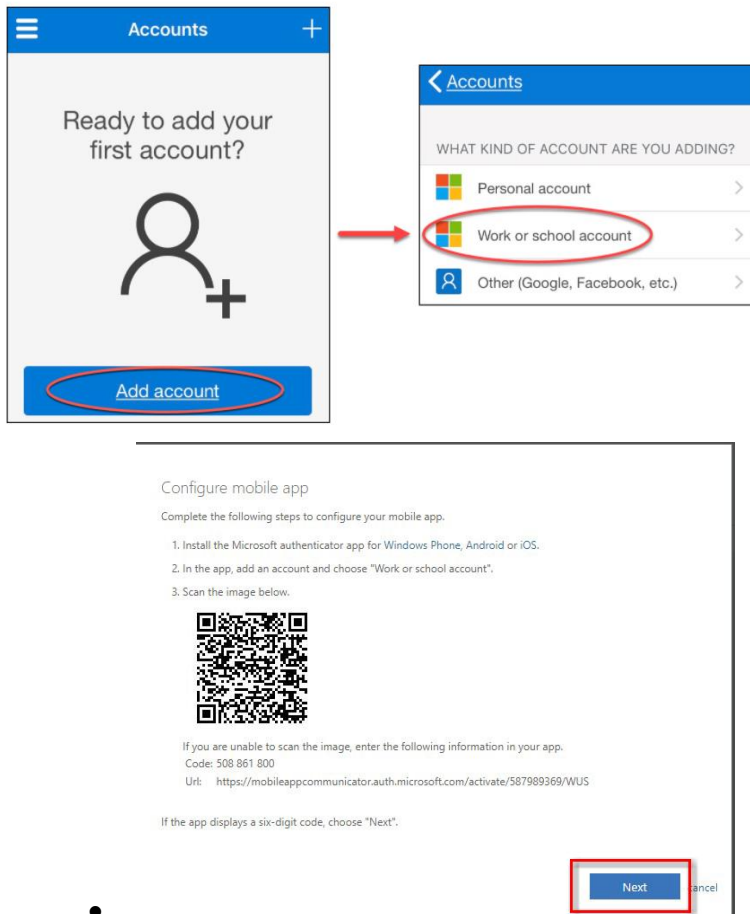 Accounts
Ready to add your
first account?
Add account
Accounts
WHAT KIND OF ACCOUNT ARE YOU ADDING?
Personal account
Work or school account
Other (Google, Facebook, etc.)
Configure mobile app
Complete the following steps to configure your mobile app.
1. Install the Microsoft authenticator app for Windows Phone, Android or iOS.
2. In the app, add an account and choose "Work or school account".
3. Scan the image below.
If you are unable to scan the image, enter the following information in your app.
Code: 508 861 800
Url: https://mobileappcommunicator.auth.microsoft.com/activate/587989369/WUS
If the app displays a six-digit code, choose "Next".
Next ancel